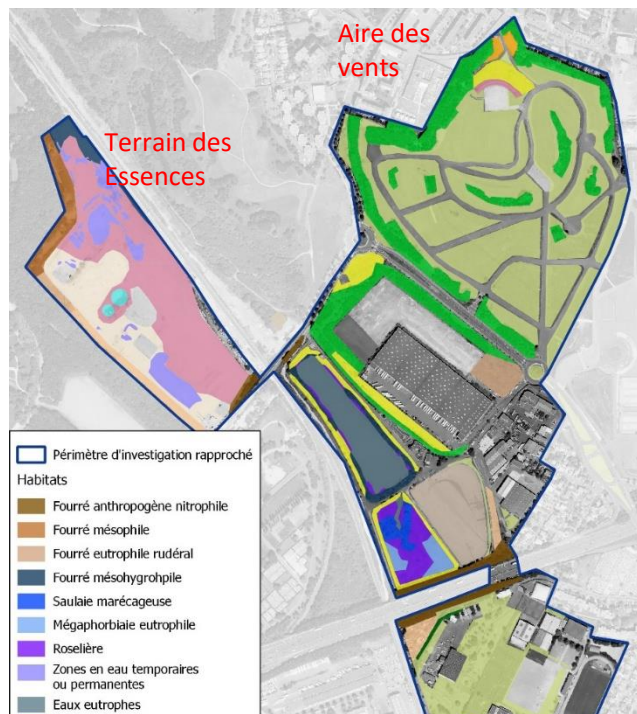 Aire des
vents
Terrain des
Essences
Périmètre d'investigation rapproché
Habitats
Fourré anthropogène nitrophile
Fourré mésophile
Fourré eutrophile rudéral
Fourré mésohygrohpile
Saulaie marécageuse
Mégaphorbiaie eutrophile
Roselière
Zones en eau temporaires
ou permanentes
Eaux eutrophes